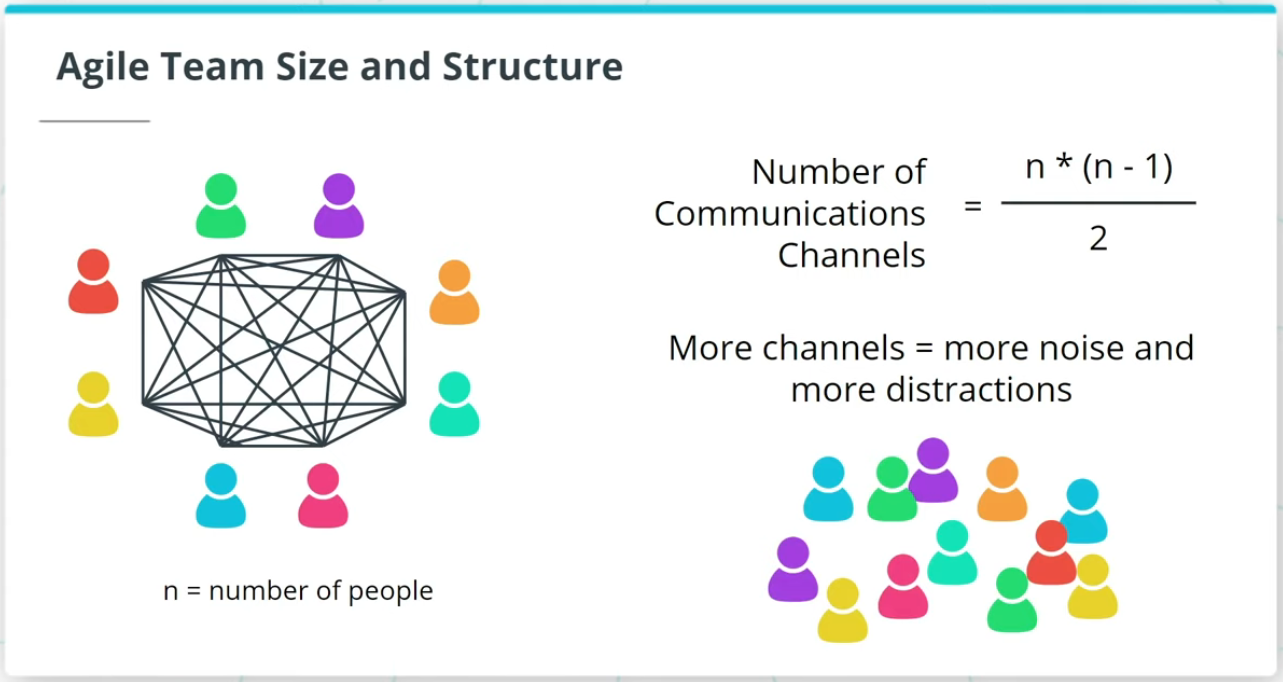 Agile Team Size and Structure
Number of
Communications
Channels
=
n * (n - 1)
2
More channels = more noise and
more distractions
n = number of people